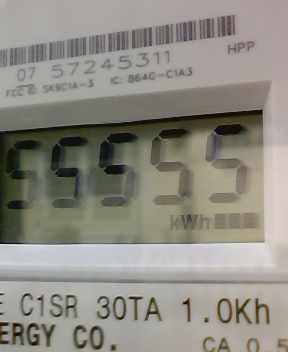 07 57245311
HPP
FCC ID: SK9C1A-3 IC: 864G-C1A3
55555
kWh
E C1SR 30TA 1.0Kh
ERGY CO.
CA 0.5